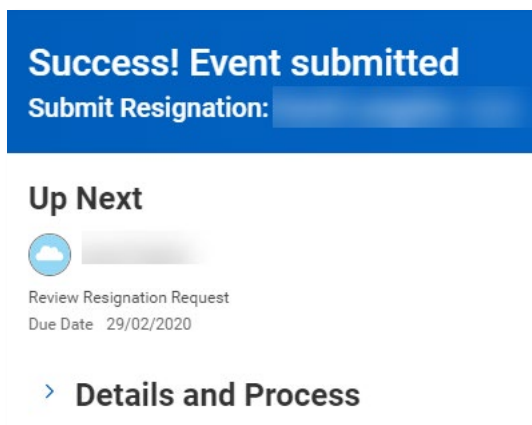 Success! Event submitted
Submit Resignation:
Up Next
Review Resignation Request
Due Date 29/02/2020
Details and Process